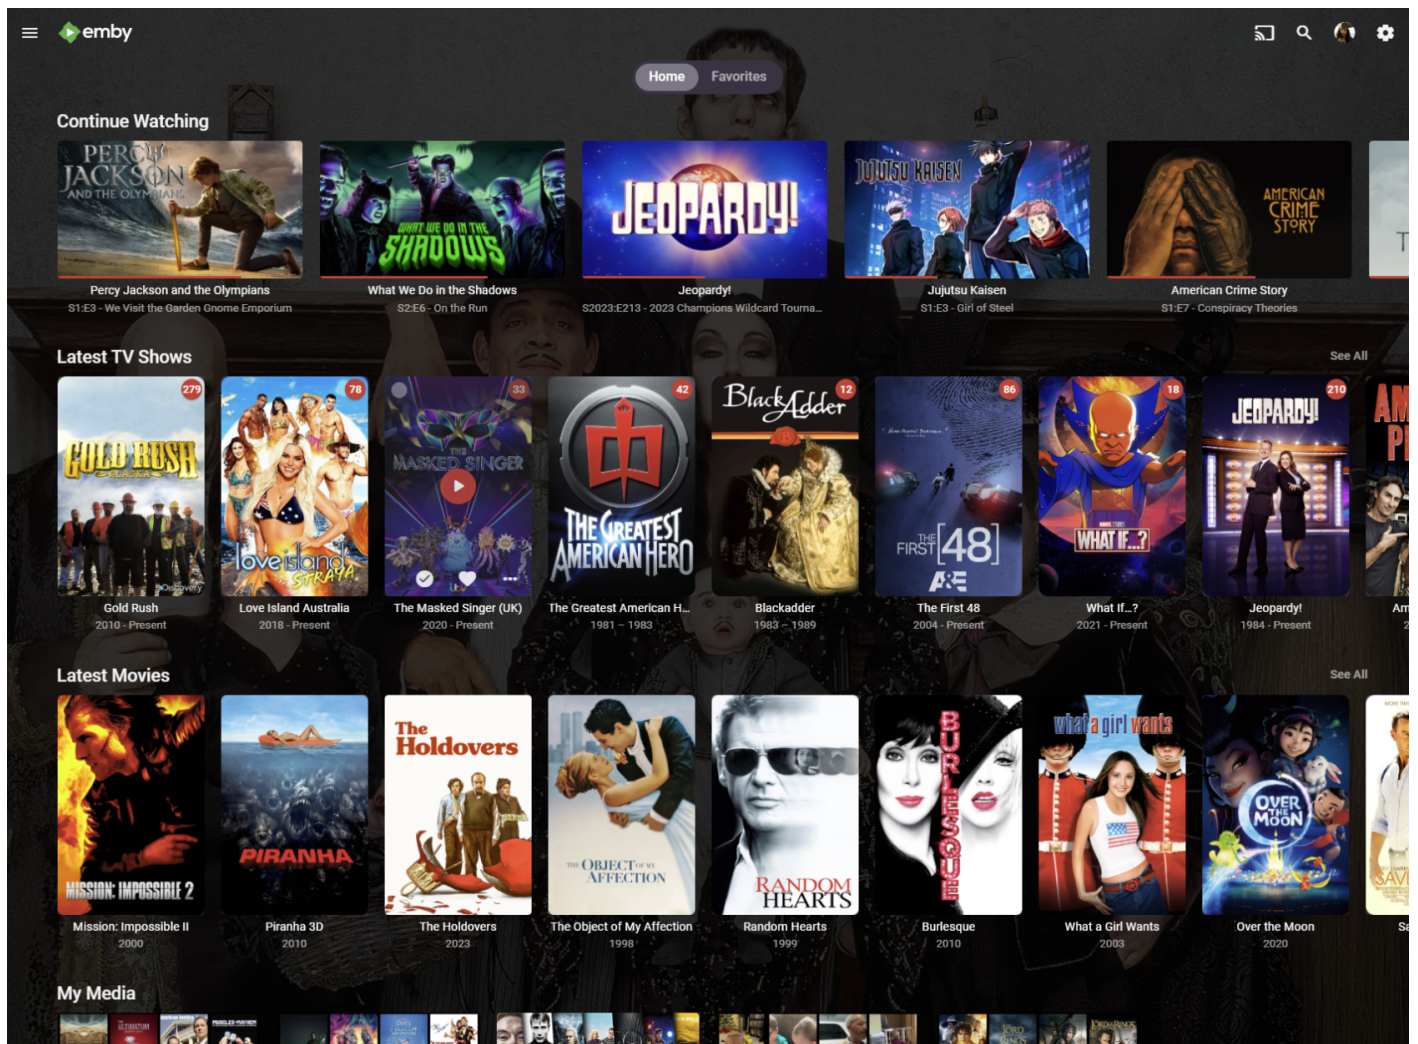 emby
Home Favorites
Continue Watching
PERCY
JACKSON
AND THE OLYMPIANS
WHAT WE DO IN THE
SHADOWS
JEOPARDY!
JUJUTSU KAISEN
AMERICAN
CRIME
STORY
T
Percy Jackson and the Olympians
S1:E3 - We Visit the Garden Gnome Emporium
What We Do in the Shadows
S2:E6 - On the Run
Jeopardy!
S2023:E213 - 2023 Champions Wildcard Tourna...
Jujutsu Kaisen
S1:E3 - Girl of Steel
American Crime Story
S1:E7 - Conspiracy Theories
Latest TV Shows
See All
279
GOLD RUSH
ALASKA
Discovery
78
love island
STRAYA
33
THE
MASKED SINGER
42
THE GREATEST
AMERICAN HERO
12
BlackAdder
86
THE
FIRST [48]
A&E
18
MARVEL STUDIOS
WHAT IF...?
210
JEOPARDY!
AM
PI
Gold Rush
2010 - Present
Love Island Australia
2018 - Present
The Masked Singer (UK)
2020 - Present
The Greatest American H...
1981 – 1983
Blackadder
1983 – 1989
The First 48
2004 - Present
What If...?
2021 - Present
Jeopardy!
1984 - Present
Am
2
Latest Movies
See All
MISSION: IMPOSSIBLE 2
PIRANHA
The
Holdovers
THE OBJECT OF MY
AFFECTION
RANDOM
HEARTS
BURLESQUE
what a girl wants
OVER
THE
MOON
SAV
Mission: Impossible II
2000
Piranha 3D
2010
The Holdovers
2023
The Object of My Affection
1998
Random Hearts
1999
Burlesque
2010
What a Girl Wants
2003
Over the Moon
2020
Sa
My Media
ULTIMATUM